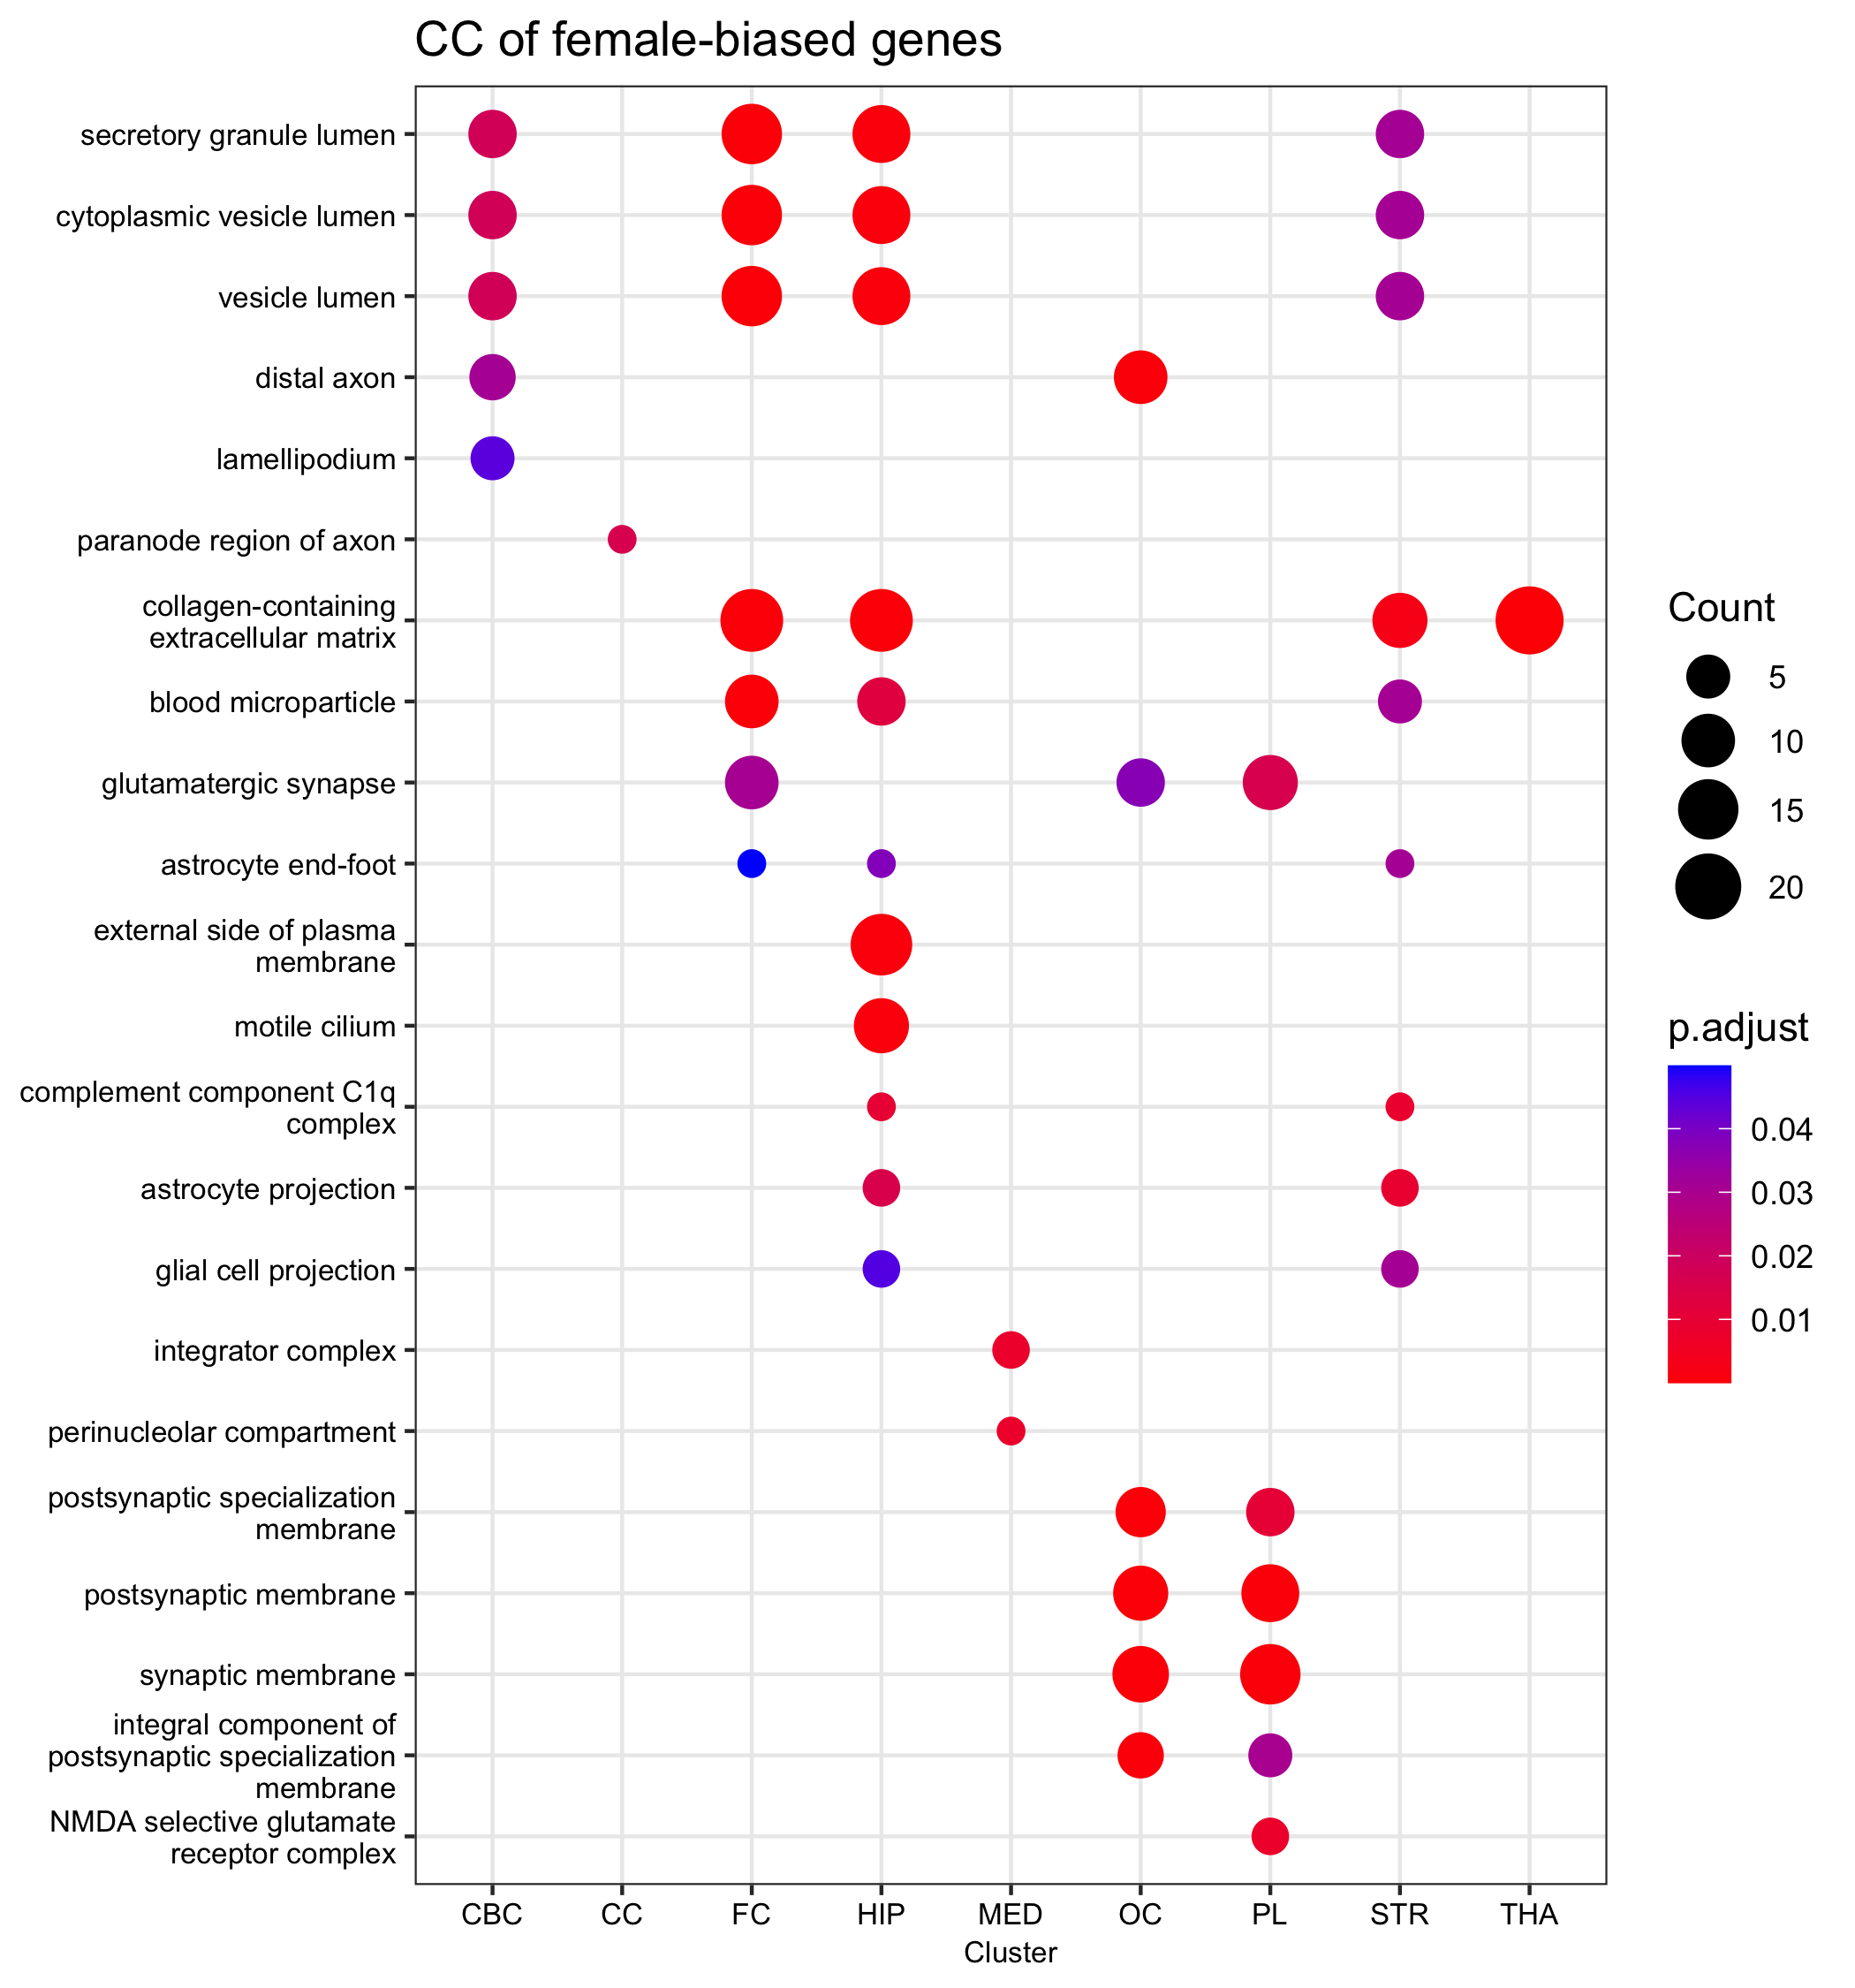 CC of female-biased genes
secretory granule lumen
cytoplasmic vesicle lumen
vesicle lumen
distal axon
lamellipodium
paranode region of axon
collagen-containing
extracellular matrix
blood microparticle
glutamatergic synapse
astrocyte end-foot
external side of plasma
membrane
motile cilium
complement component C1q
complex
astrocyte projection
glial cell projection
integrator complex
perinucleolar compartment
postsynaptic specialization
membrane
postsynaptic membrane
synaptic membrane
integral component of
postsynaptic specialization
membrane
NMDA selective glutamate
receptor complex
CBC CC FC HIP MED OC PL STR THA
Cluster
Count
5
10
15
20
p.adjust
0.04
0.03
0.02
0.01